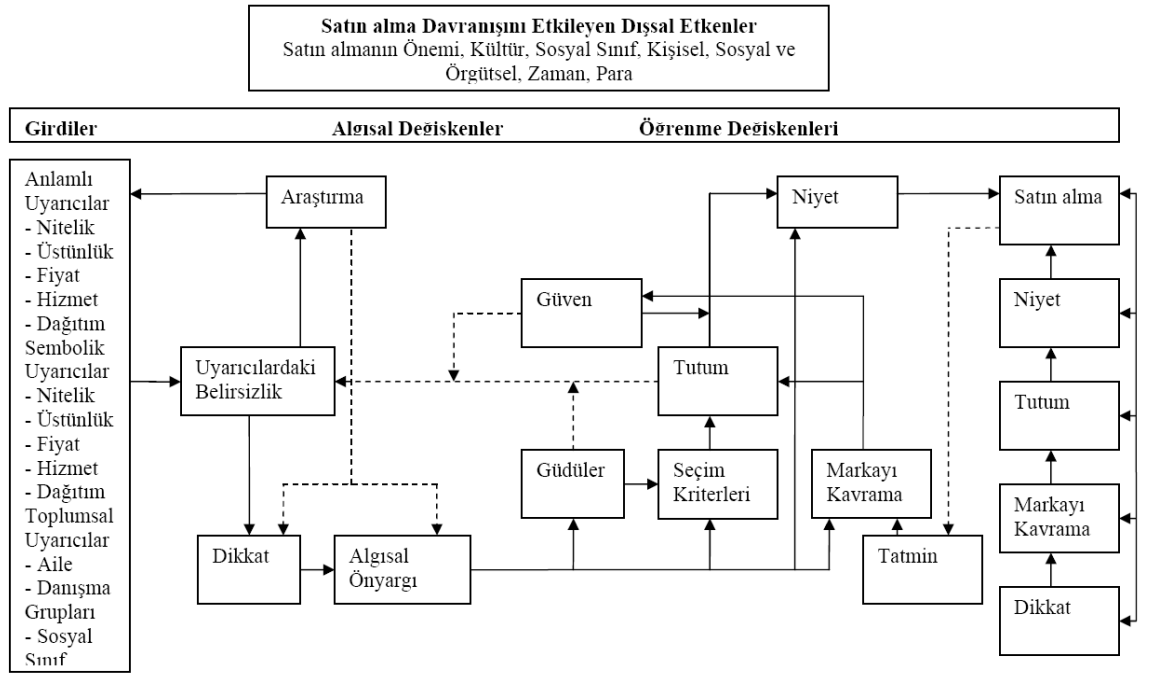 Satın alma Davranışını Etkileyen Dışsal Etkenler
Satın almanın Önemi, Kültür, Sosyal Sınıf, Kişisel, Sosyal ve
Örgütsel, Zaman, Para
Girdiler
Algısal Değişkenler
Öğrenme Değişkenleri
Anlamlı
Uyarıcılar
- Nitelik
- Üstünlük
- Fiyat
- Hizmet
- Dağıtım
Sembolik
Uyarıcılar
- Nitelik
- Üstünlük
- Fiyat
- Hizmet
- Dağıtım
Toplumsal
Uyarıcılar
- Aile
- Danışma
Grupları
- Sosyal
Sınıf
Araştırma
Uyarıcılardaki
Belirsizlik
Dikkat
Algısal
Önyargı
Güven
Tutum
Güdüler
Seçim
Kriterleri
Niyet
Markayı
Kavrama
Tatmin
Satın alma
Niyet
Tutum
Markayı
Kavrama
Dikkat